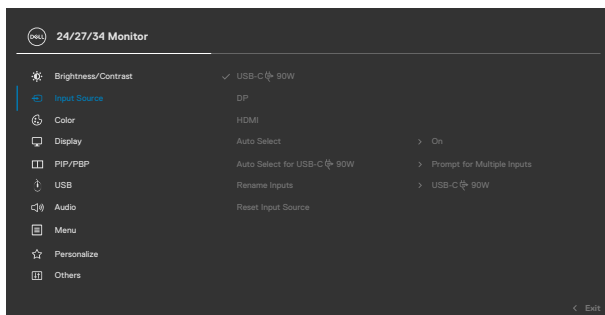 DELL 24/27/34 Monitor
Brightness/Contrast USB-C 90W
Input Source DP
Color HDMI
Display Auto Select On
PIP/PBP Auto Select for USB-C 90W Prompt for Multiple Inputs
USB Rename Inputs USB-C 90W
Audio Reset Input Source
Menu
Personalize
Others
Exit